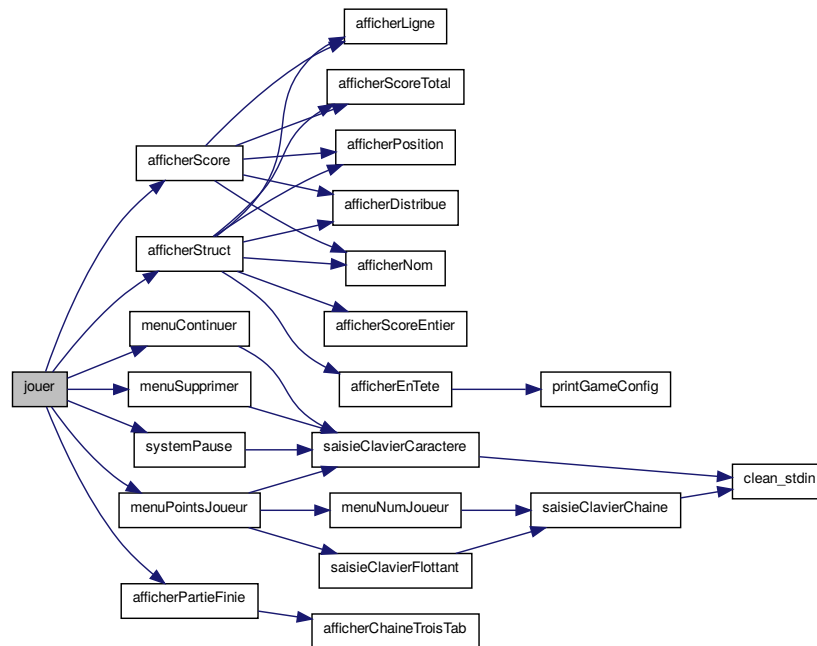 afficherLigne
afficherScoreTotal
afficherScore
afficherPosition
afficherDistribue
afficherStruct
afficherNom
menuContinuer
afficherScoreEntier
jouer
menuSupprimer
afficherEnTete
printGameConfig
systemPause
saisieClavierCaractere
clean_stdin
menuPointsJoueur
menuNumJoueur
saisieClavierChaine
saisieClavierFlottant
afficherPartieFinie
afficherChaineTroisTab